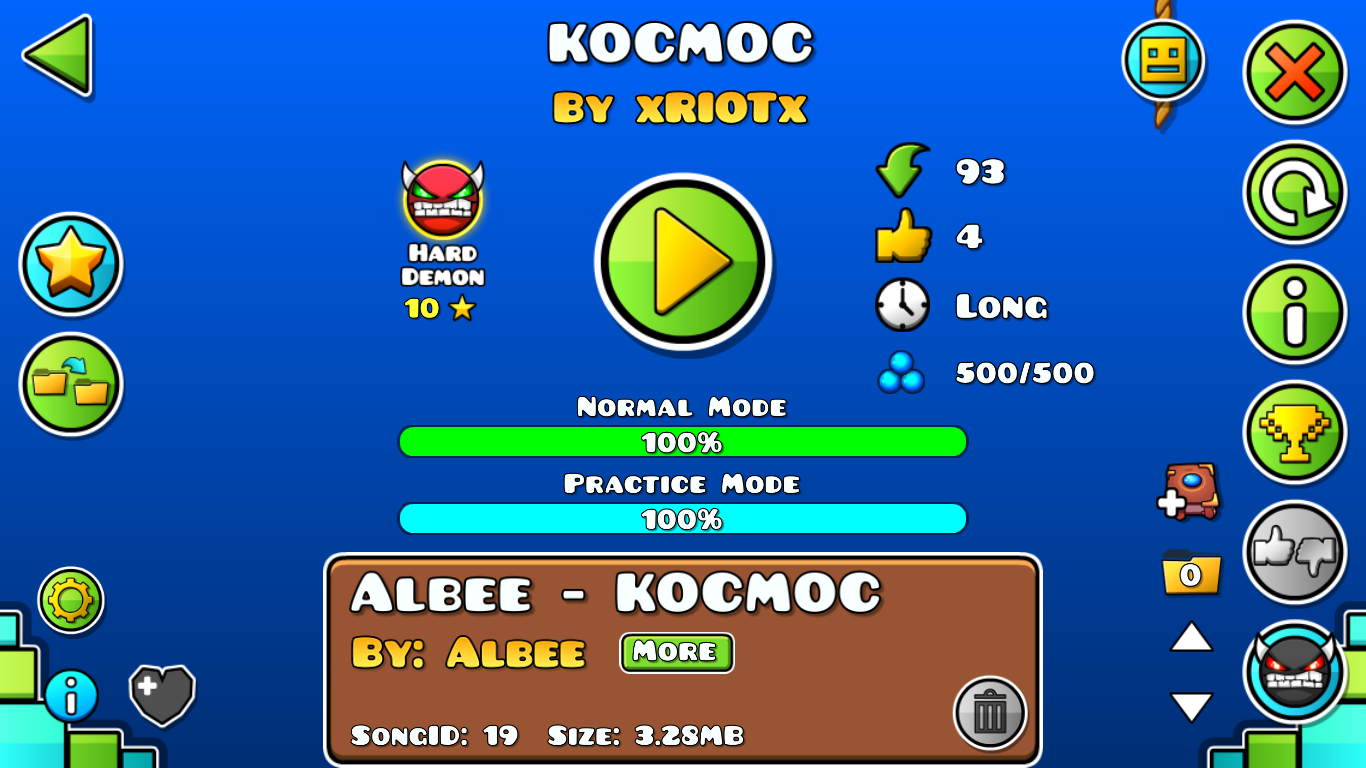 KOCMOC
By xRIOTx
93
Hard
Demon
4
10
Long
500/500
Normal Mode
100%
Practice Mode
100%
Albee - KOCMOC
By: Albee
More
0
SongID: 19 Size: 3.28MB